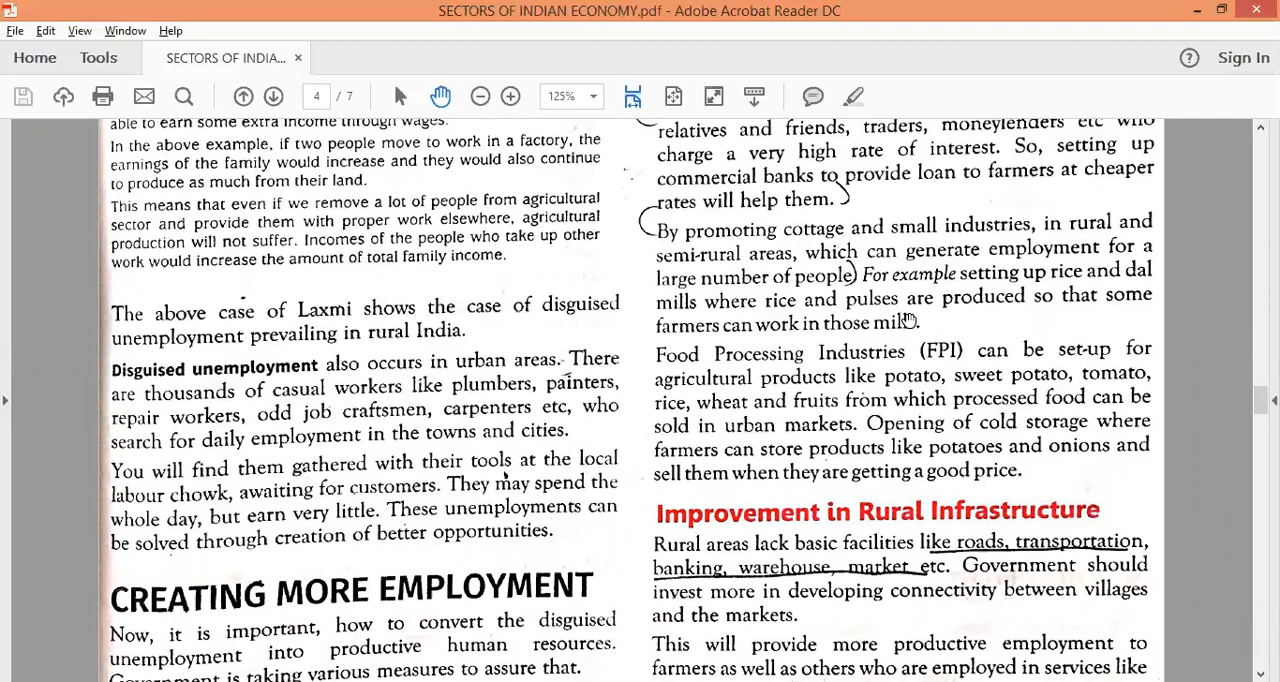 SECTORS OF INDIAN ECONOMY.pdf - Adobe Acrobat Reader DC
File Edit View Window Help
Home Tools SECTORS OF INDIA... × Sign In
4 / 7 125%
able to earn some extra income through wages.
In the above example, if two people move to work in a factory, the
earnings of the family would increase and they would also continue
to produce as much from their land.
This means that even if we remove a lot of people from agricultural
sector and provide them with proper work elsewhere, agricultural
production will not suffer. Incomes of the people who take up other
work would increase the amount of total family income.
The above case of Laxmi shows the case of disguised
unemployment prevailing in rural India.
Disguised unemployment also occurs in urban areas. There
are thousands of casual workers like plumbers, painters,
repair workers, odd job craftsmen, carpenters etc, who
search for daily employment in the towns and cities.
You will find them gathered with their tools at the local
labour chowk, awaiting for customers. They may spend the
whole day, but earn very little. These unemployments can
be solved through creation of better opportunities.
CREATING MORE EMPLOYMENT
Now, it is important, how to convert the disguised
unemployment into productive human resources.
Government is taking various measures to assure that.
relatives and friends, traders, moneylenders etc who
charge a very high rate of interest. So, setting up
commercial banks to provide loan to farmers at cheaper
rates will help them.
By promoting cottage and small industries, in rural and
semi-rural areas, which can generate employment for a
large number of people) For example setting up rice and dal
mills where rice and pulses are produced so that some
farmers can work in those mills.
Food Processing Industries (FPI) can be set-up for
agricultural products like potato, sweet potato, tomato,
rice, wheat and fruits from which processed food can be
sold in urban markets. Opening of cold storage where
farmers can store products like potatoes and onions and
sell them when they are getting a good price.
Improvement in Rural Infrastructure
Rural areas lack basic facilities like roads, transportation,
banking, warehouse, market etc. Government should
invest more in developing connectivity between villages
and the markets.
This will provide more productive employment to
farmers as well as others who are employed in services like